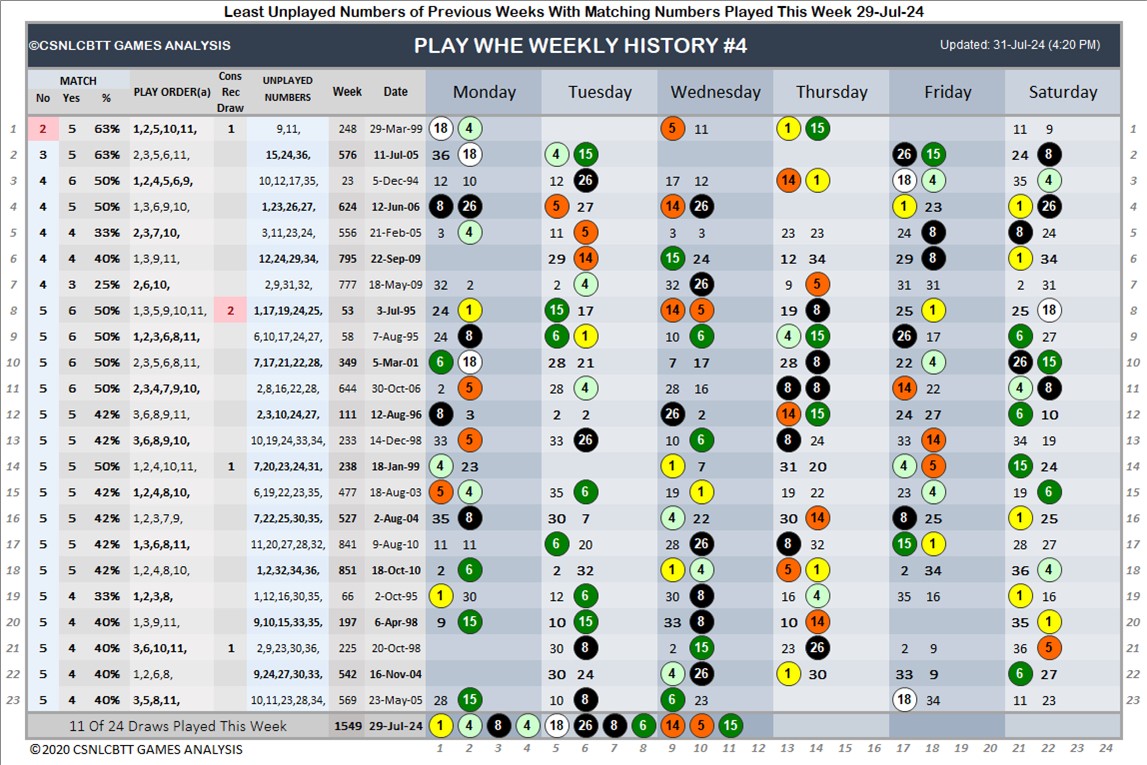 Least Unplayed Numbers of Previous Weeks With Matching Numbers Played This Week 29-Jul-24
©CSNLCBTT GAMES ANALYSIS PLAY WHE WEEKLY HISTORY #4 Updated: 31-Jul-24 (4:20 PM)
MATCH No Yes % PLAY ORDER(a) Cons Rec Draw UNPLAYED NUMBERS Week Date Monday Tuesday Wednesday Thursday Friday Saturday
1 2 5 63% 1,2,5,10,11, 1 9,11, 248 29-Mar-99 18 4 5 11 1 15 11 9 1
2 3 5 63% 2,3,5,6,11, 15,24,36, 576 11-Jul-05 36 18 4 15 26 15 24 8 2
3 4 6 50% 1,2,4,5,6,9, 10,12,17,35, 23 5-Dec-94 12 10 12 26 17 12 14 1 18 4 35 4 3
4 4 5 50% 1,3,6,9,10, 1,23,26,27, 624 12-Jun-06 8 26 5 27 14 26 1 23 1 26 4
5 4 4 33% 2,3,7,10, 3,11,23,24, 556 21-Feb-05 3 4 11 5 3 3 23 23 24 8 8 24 5
6 4 4 40% 1,3,9,11, 12,24,29,34, 795 22-Sep-09 29 14 15 24 12 34 29 8 1 34 6
7 4 3 25% 2,6,10, 2,9,31,32, 777 18-May-09 32 2 2 4 32 26 9 5 31 31 2 31 7
8 5 6 50% 1,3,5,9,10,11, 2 1,17,19,24,25, 53 3-Jul-95 24 1 15 17 14 5 19 8 25 1 25 18 8
9 5 6 50% 1,2,3,6,8,11, 6,10,17,24,27, 58 7-Aug-95 24 8 6 1 10 6 4 15 26 17 6 27 9
10 5 6 50% 2,3,5,6,8,11, 7,17,21,22,28, 349 5-Mar-01 6 18 28 21 7 17 28 8 22 4 26 15 10
11 5 6 50% 2,3,4,7,9,10, 2,8,16,22,28, 644 30-Oct-06 2 5 28 4 28 16 8 8 14 22 4 8 11
12 5 5 42% 3,6,8,9,11, 2,3,10,24,27, 111 12-Aug-96 8 3 2 2 26 2 14 15 24 27 6 10 12
13 5 5 42% 3,6,8,9,10, 10,19,24,33,34, 233 14-Dec-98 33 5 33 26 10 6 8 24 33 14 34 19 13
14 5 5 50% 1,2,4,10,11, 1 7,20,23,24,31, 238 18-Jan-99 4 23 1 7 31 20 4 5 15 24 14
15 5 5 42% 1,2,4,8,10, 6,19,22,23,35, 477 18-Aug-03 5 4 35 6 19 1 19 22 23 4 19 6 15
16 5 5 42% 1,2,3,7,9, 7,22,25,30,35, 527 2-Aug-04 35 8 30 7 4 22 30 14 8 25 1 25 16
17 5 5 42% 1,3,6,8,11, 11,20,27,28,32, 841 9-Aug-10 11 11 6 20 28 26 8 32 15 1 28 27 17
18 5 5 42% 1,2,4,8,10, 1,2,32,34,36, 851 18-Oct-10 2 6 2 32 1 4 5 1 2 34 36 4 18
19 5 4 33% 1,2,3,8, 1,12,16,30,35, 66 2-Oct-95 1 30 12 6 30 8 16 4 35 16 1 16 19
20 5 4 40% 1,3,9,11, 9,10,15,33,35, 197 6-Apr-98 9 15 10 15 33 8 10 14 35 1 20
21 5 4 40% 3,6,10,11, 1 2,9,23,30,36, 225 20-Oct-98 30 8 2 15 23 26 2 9 36 5 21
22 5 4 40% 1,2,6,8, 9,24,27,30,33, 542 16-Nov-04 30 24 4 26 1 30 33 9 6 27 22
23 5 4 40% 3,5,8,11, 10,11,23,28,34, 569 23-May-05 28 15 10 8 6 23 18 34 11 23 23
11 Of 24 Draws Played This Week 1549 29-Jul-24 1 4 8 4 18 26 8 6 14 5 15
©2020 CSNLCBTT GAMES ANALYSIS 1 2 3 4 5 6 7 8 9 10 11 12 13 14 15 16 17 18 19 20 21 22 23 24